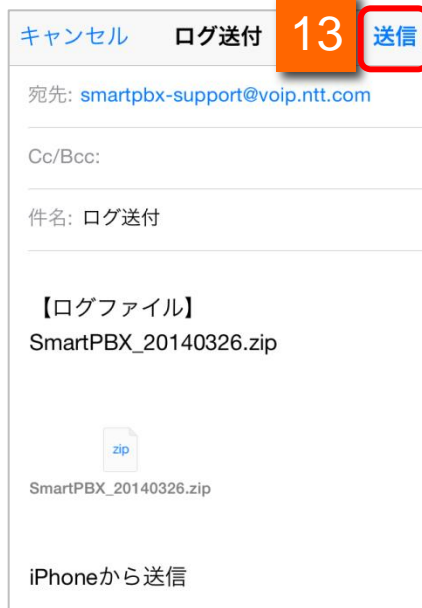 キャンセル ログ送付 13 送信
宛先: smartpbx-support@voip.ntt.com
Cc/Bcc:
件名: ログ送付
【ログファイル】
SmartPBX_20140326.zip
zip
SmartPBX_20140326.zip
iPhoneから送信